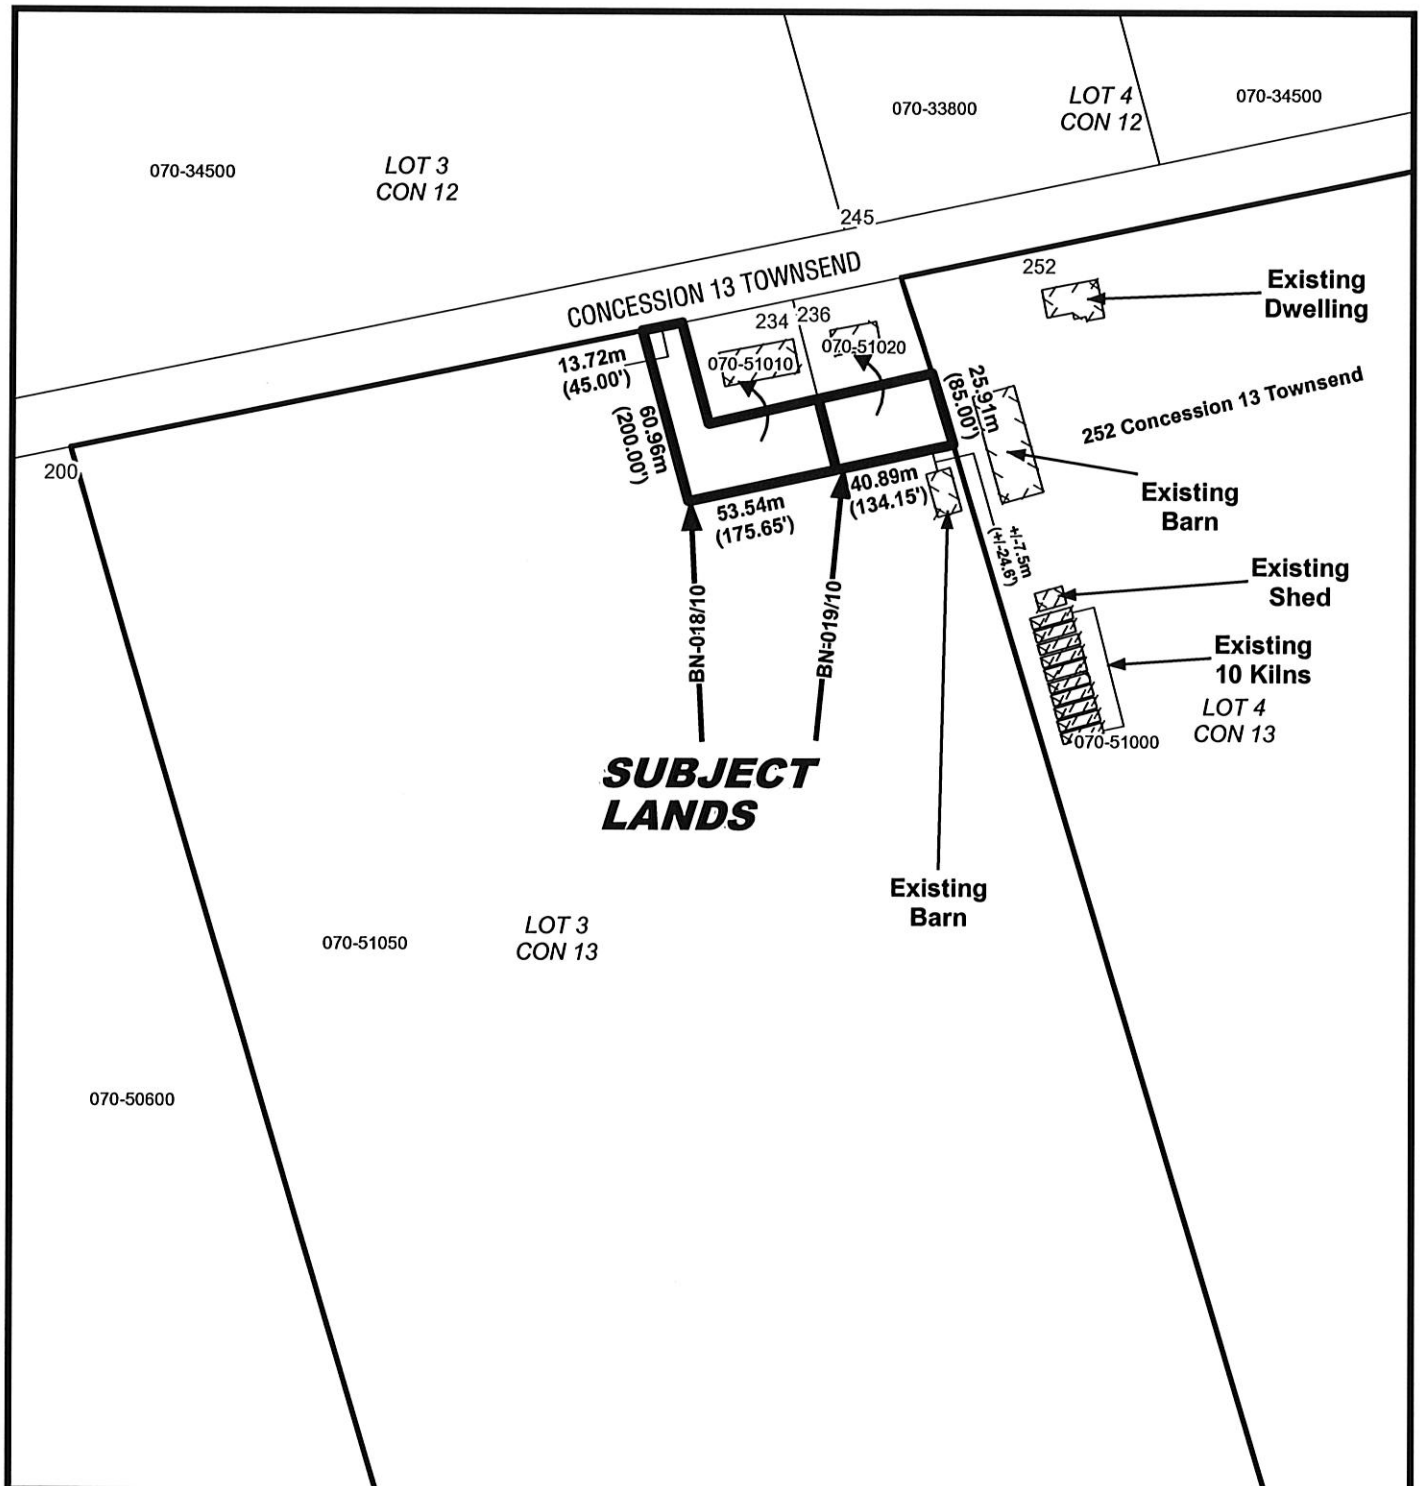 070-34500
LOT 3
CON 12
070-33800
LOT 4
CON 12
070-34500
245
CONCESSION 13 TOWNSEND
252
Existing
Dwelling
234
236
070-51010
070-51020
13.72m
(45.00')
60.96m
(200.00')
25.91m
(85.00')
252 Concession 13 Townsend
200
53.54m
(175.65')
40.89m
(134.15')
Existing
Barn
+/-7.5m
(+/-24.6')
Existing
Shed
BN-018/10
BN-019/10
Existing
10 Kilns
LOT 4
CON 13
070-51000
SUBJECT
LANDS
Existing
Barn
070-51050
LOT 3
CON 13
070-50600